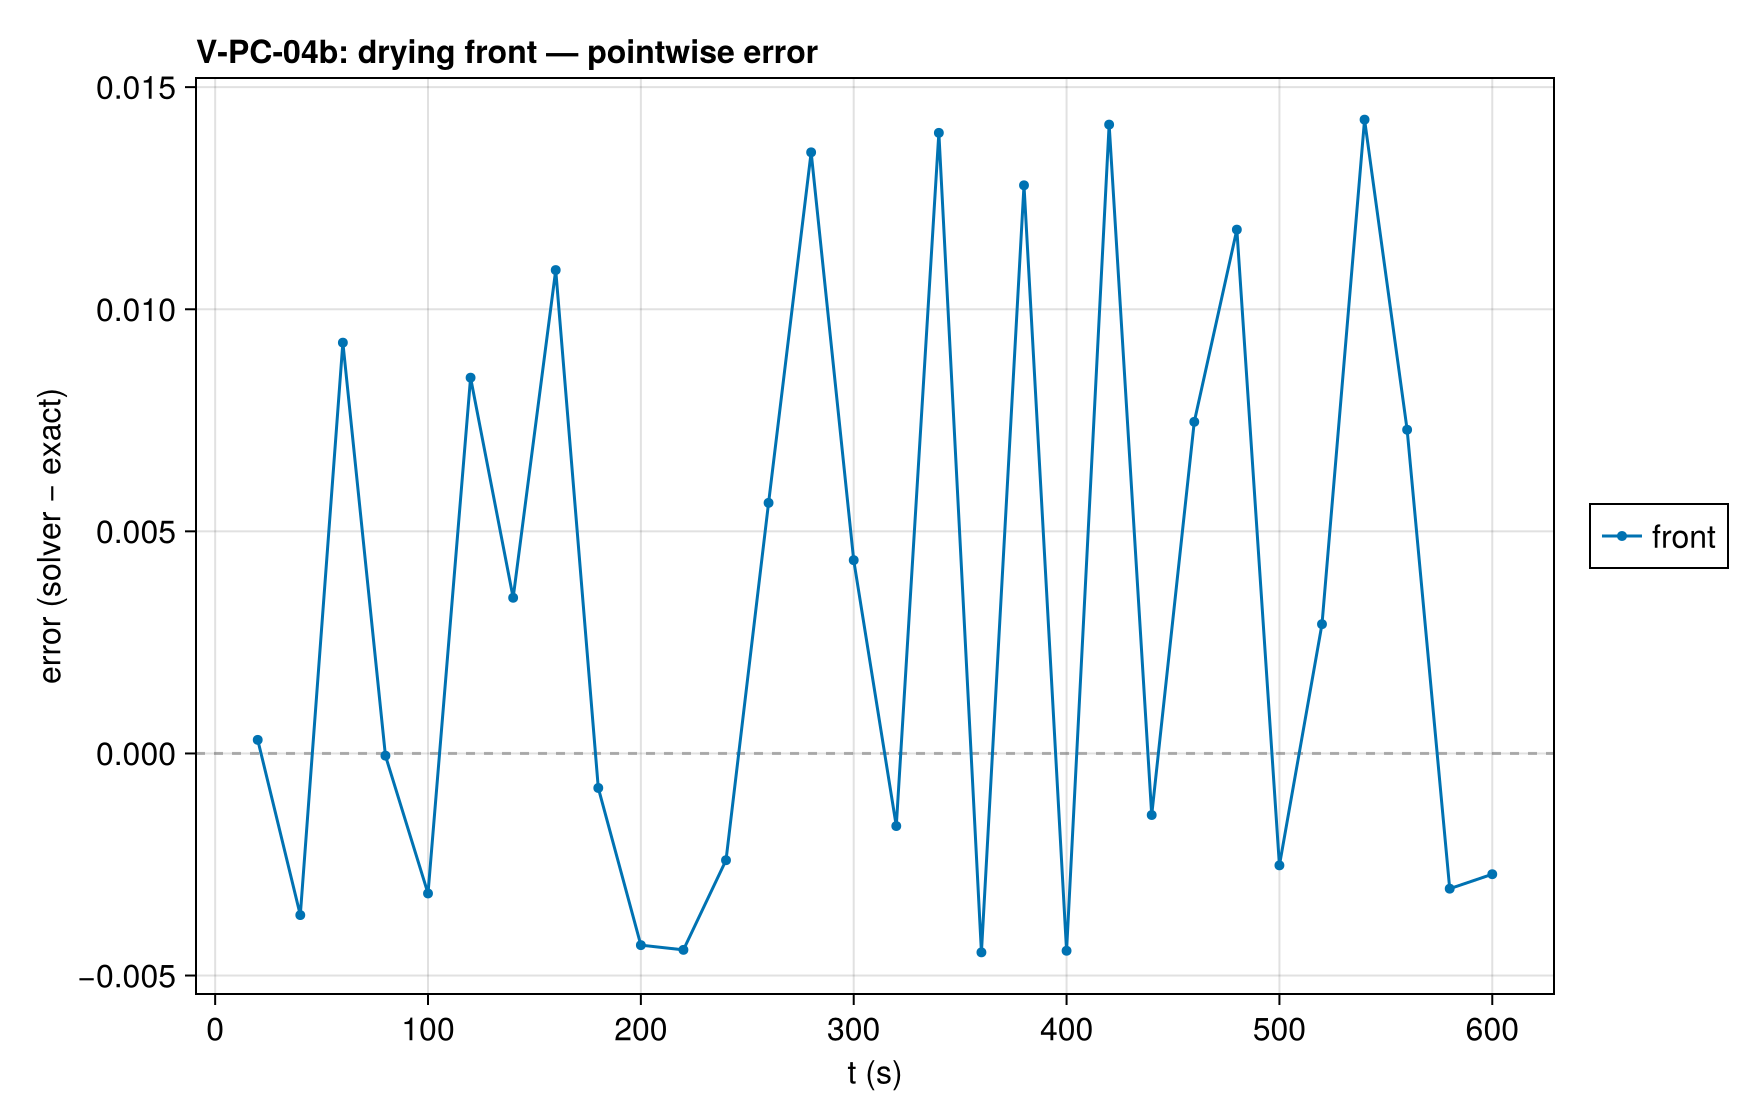 V-PC-04b: drying front — pointwise error
0.015
0.010
0.005
0.000
−0.005
error (solver − exact)
0 100 200 300 400 500 600
t (s)
front